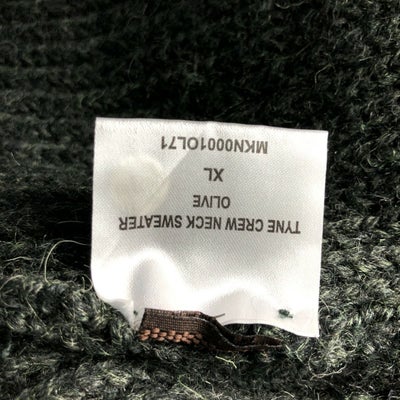 TYNE CREW NECK SWEATER
OLIVE
XL
MKN0001OL71